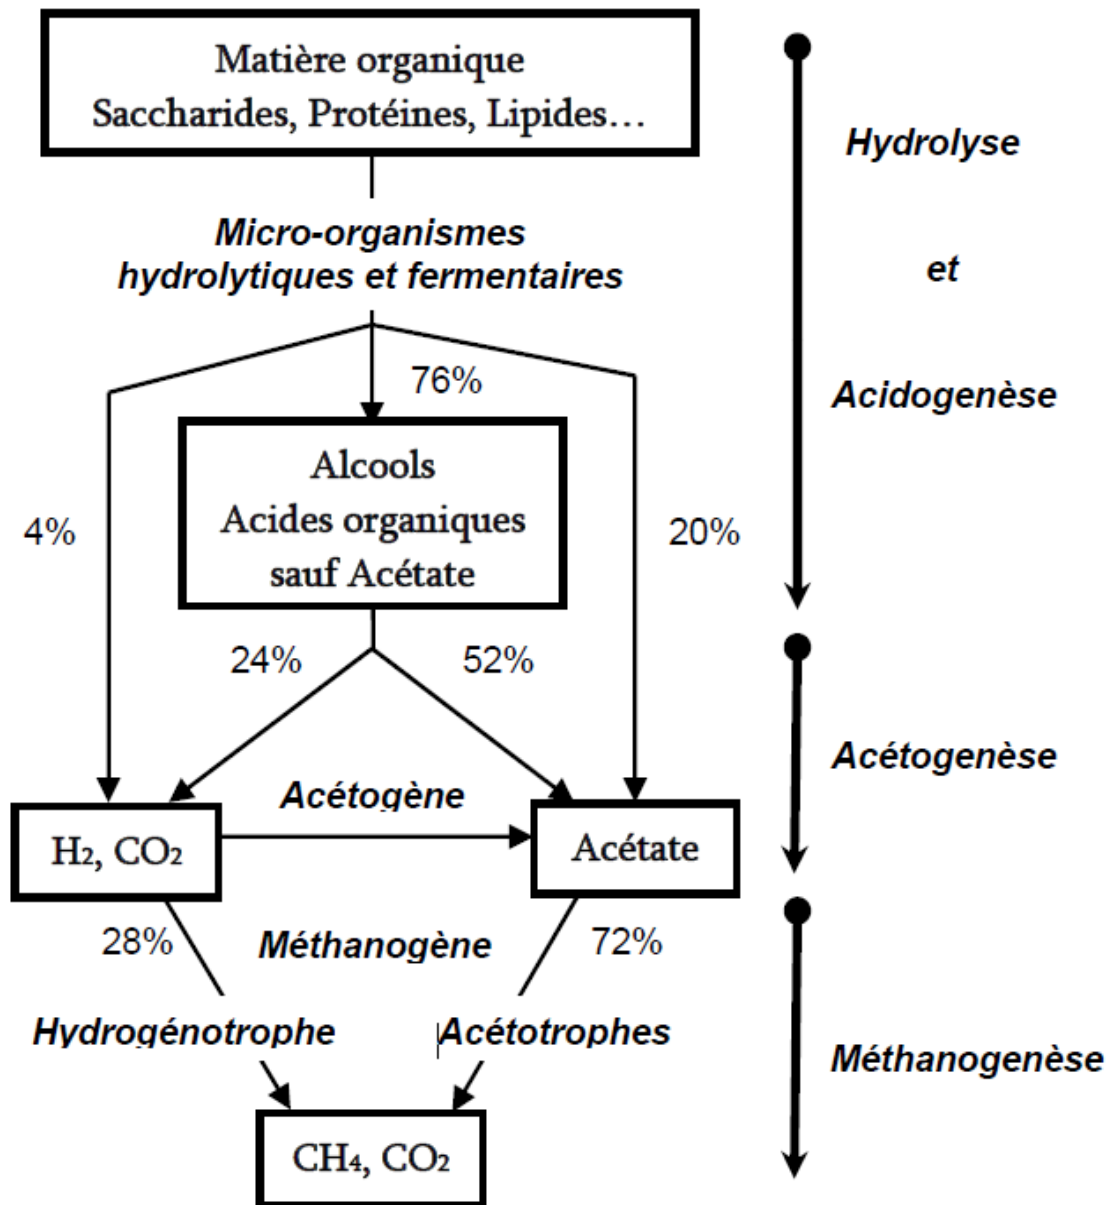 Matière organique
Saccharides, Protéines, Lipides…
Hydrolyse
Micro-organismes
hydrolytiques et fermentaires
et
76%
Acidogenèse
Alcools
Acides organiques
sauf Acétate
4%
20%
24%
52%
Acétogenèse
Acétogène
H₂, CO₂
Acétate
28%
Méthanogène
72%
Hydrogénotrophe
Acétotrophes
Méthanogenèse
CH₄, CO₂